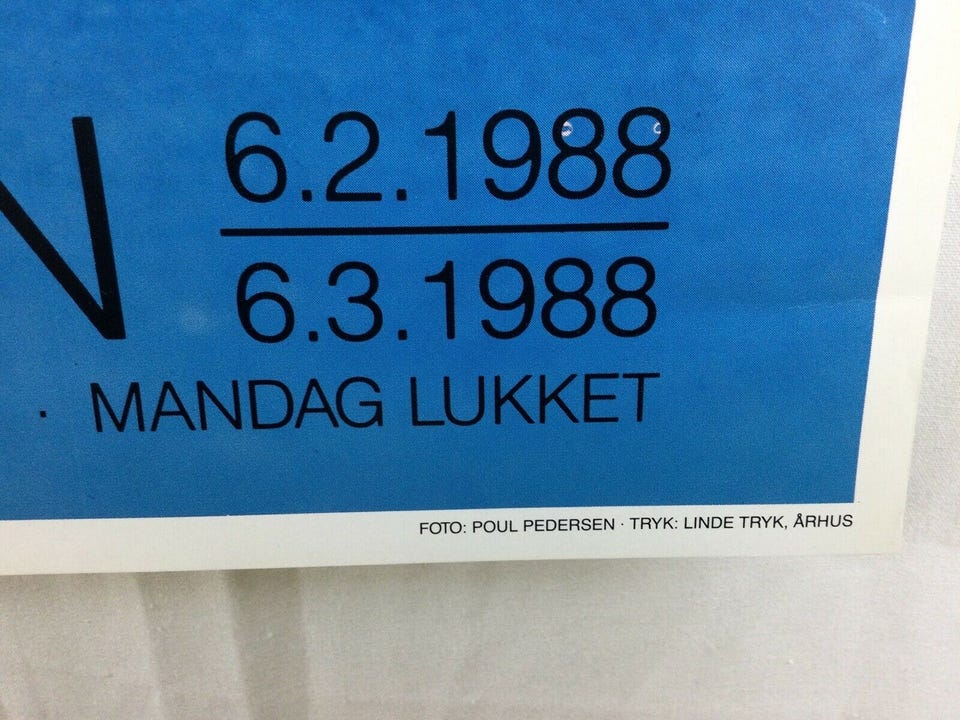 N
6.2.1988
6.3.1988
· MANDAG LUKKET
FOTO: POUL PEDERSEN · TRYK: LINDE TRYK, ÅRHUS